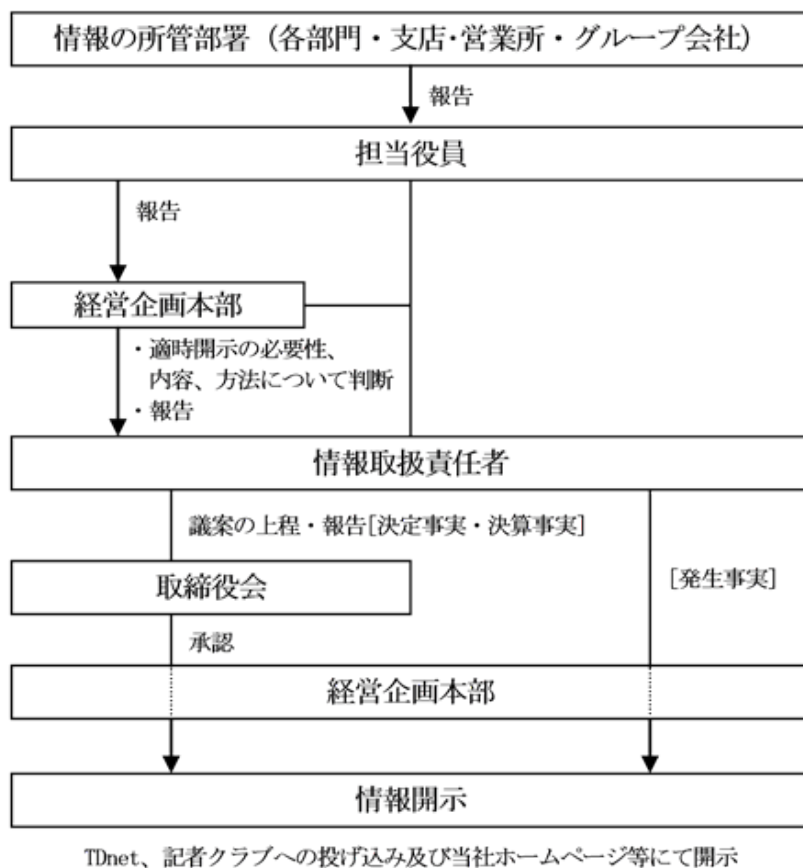 情報の所管部署（各部門・支店・営業所・グループ会社）
報告
担当役員
報告
経営企画本部
・適時開示の必要性、
内容、方法について判断
・報告
情報取扱責任者
議案の上程・報告[決定事実・決算事実]
取締役会
[発生事実]
承認
経営企画本部
情報開示
TDnet、記者クラブへの投げ込み及び当社ホームページ等にて開示